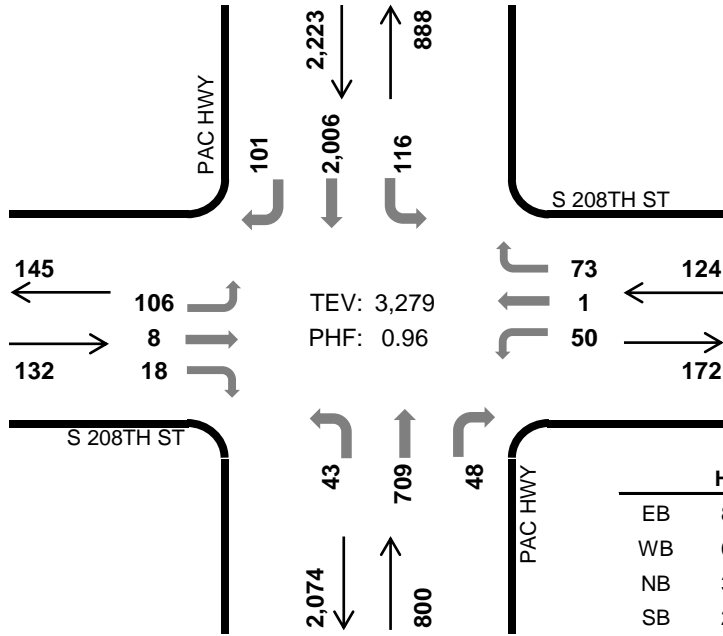 2,223
888
PAC HWY
101
2,006
116
S 208TH ST
145
106
8
18
132
TEV: 3,279
PHF: 0.96
73
1
50
124
172
S 208TH ST
43
709
48
PAC HWY
2,074
800
EB
WB
NB
SB